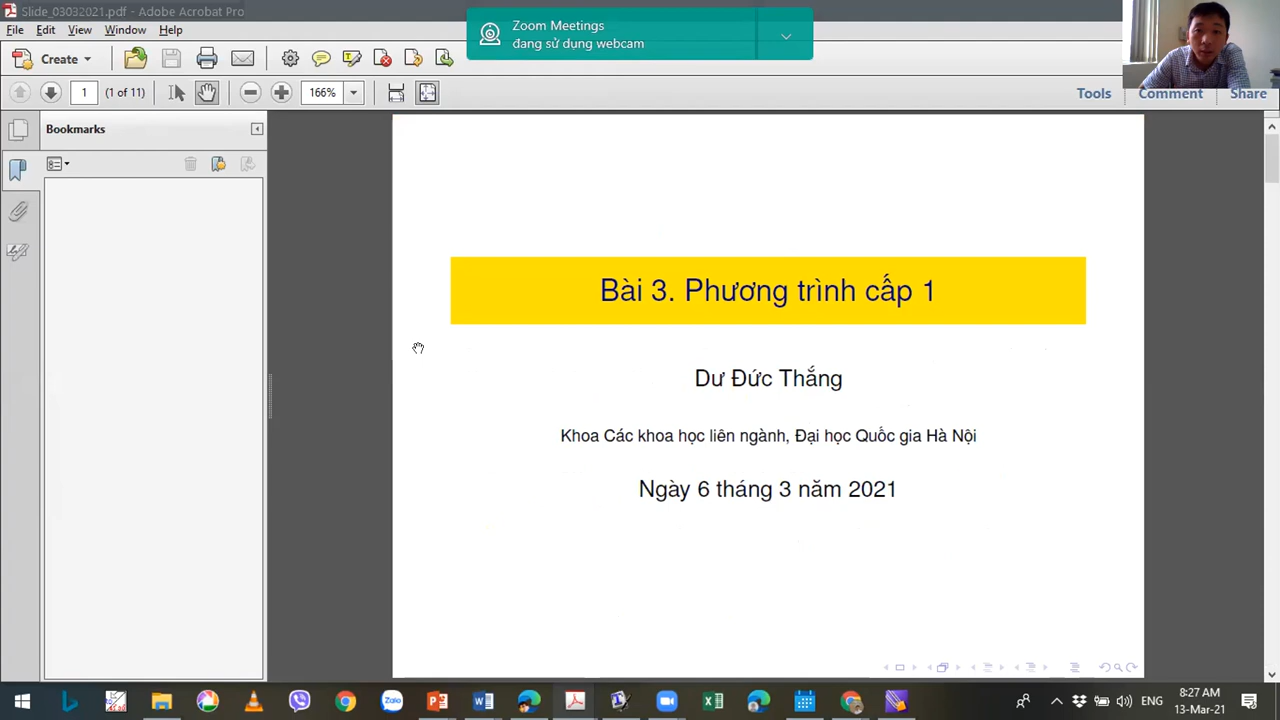 Slide_03032021.pdf - Adobe Acrobat Pro
Zoom Meetings
đang sử dụng webcam
File Edit View Window Help
Create
1 (1 of 11) 166%
Tools Comment Share
Bookmarks
Bài 3. Phương trình cấp 1
Dư Đức Thắng
Khoa Các khoa học liên ngành, Đại học Quốc gia Hà Nội
Ngày 6 tháng 3 năm 2021
Zalo
ENG
8:27 AM
13-Mar-21